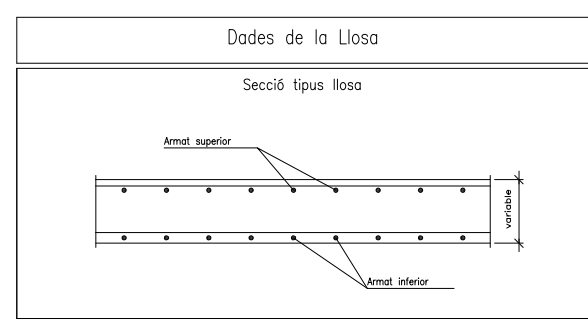 Dades de la Llosa
Secció tipus llosa
Armat superior
variable
Armat inferior